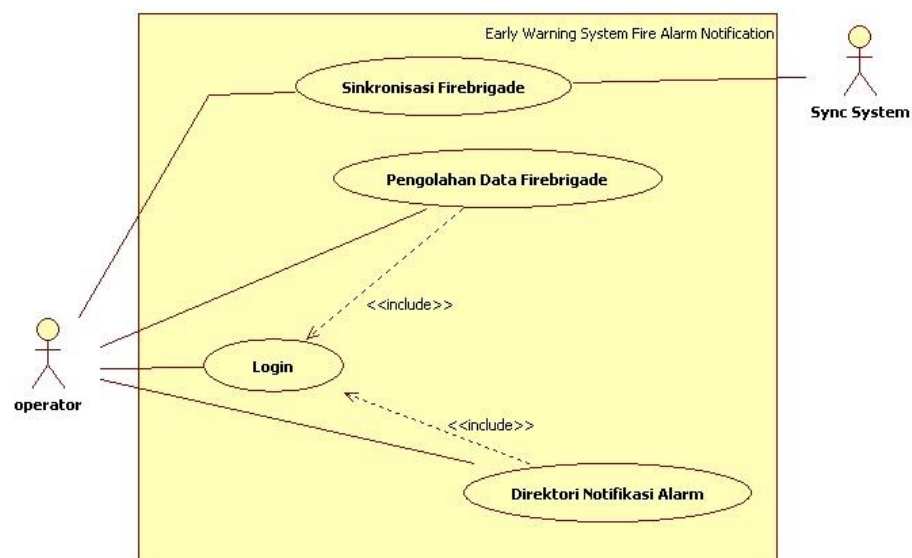 Early Warning System Fire Alarm Notification
Sinkronisasi Firebrigade
Sync System
Pengolahan Data Firebrigade
<<include>>
Login
operator
<<include>>
Direktori Notifikasi Alarm